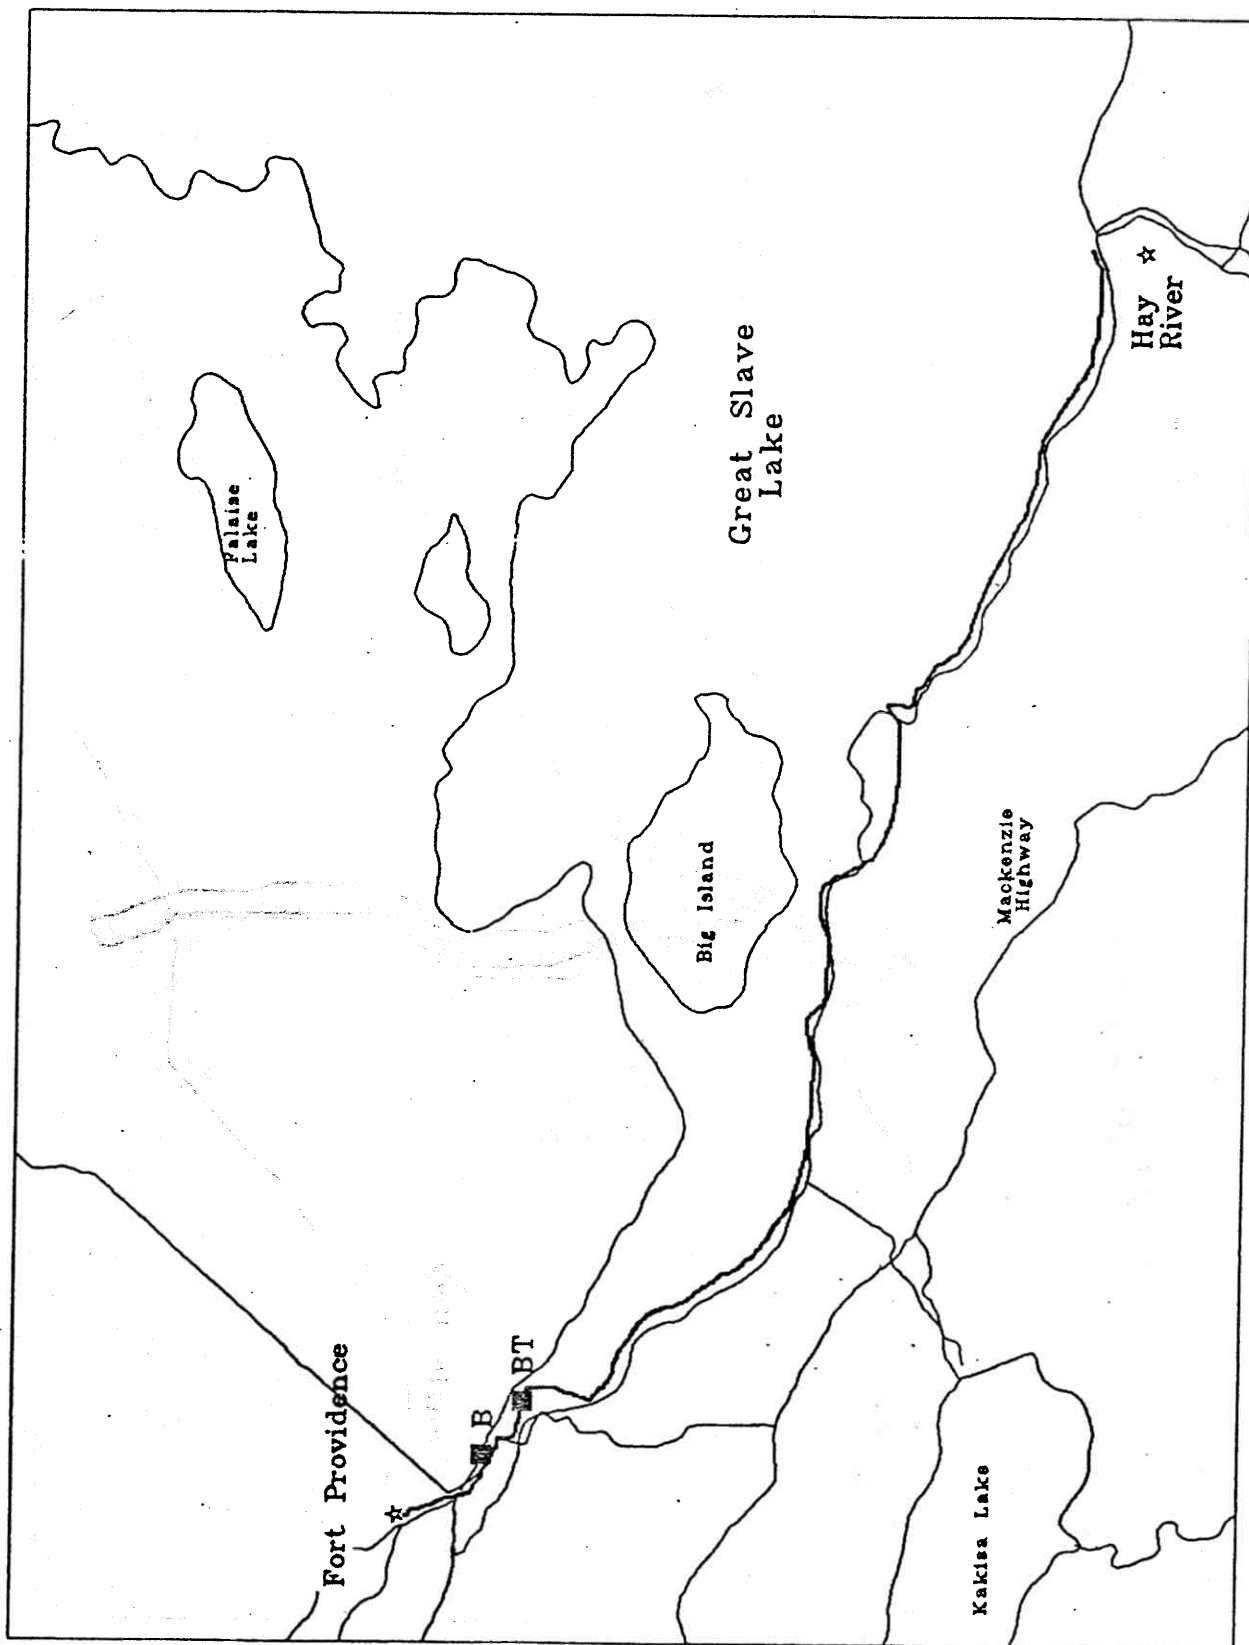 Fort Providence
B
BT
Kakisa Lake
Mackenzie
Highway
Big Island
Falaise
Lake
Great Slave
Lake
Hay
River